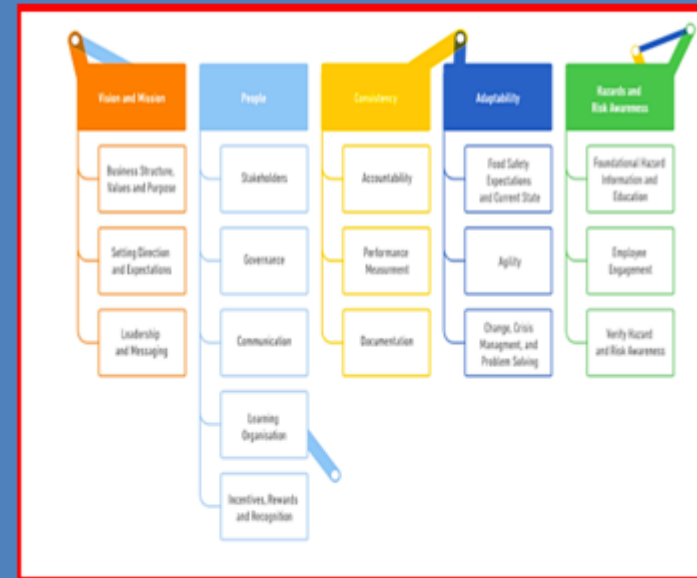 Vision and Mission
Business Structure,
Values and Purpose
Setting Direction
and Expectations
Leadership
and Messaging
People
Stakeholders
Governance
Communication
Learning
Organisation
Incentives, Rewards
and Recognition
Consistency
Accountability
Performance
Measurment
Documentation
Adaptability
Food Safety
Expectations
and Current State
Agility
Change, Crisis
Managment, and
Problem Solving
Hazards and
Risk Awareness
Foundational Hazard
Information and
Education
Employee
Engagement
Verify Hazard
and Risk Awareness